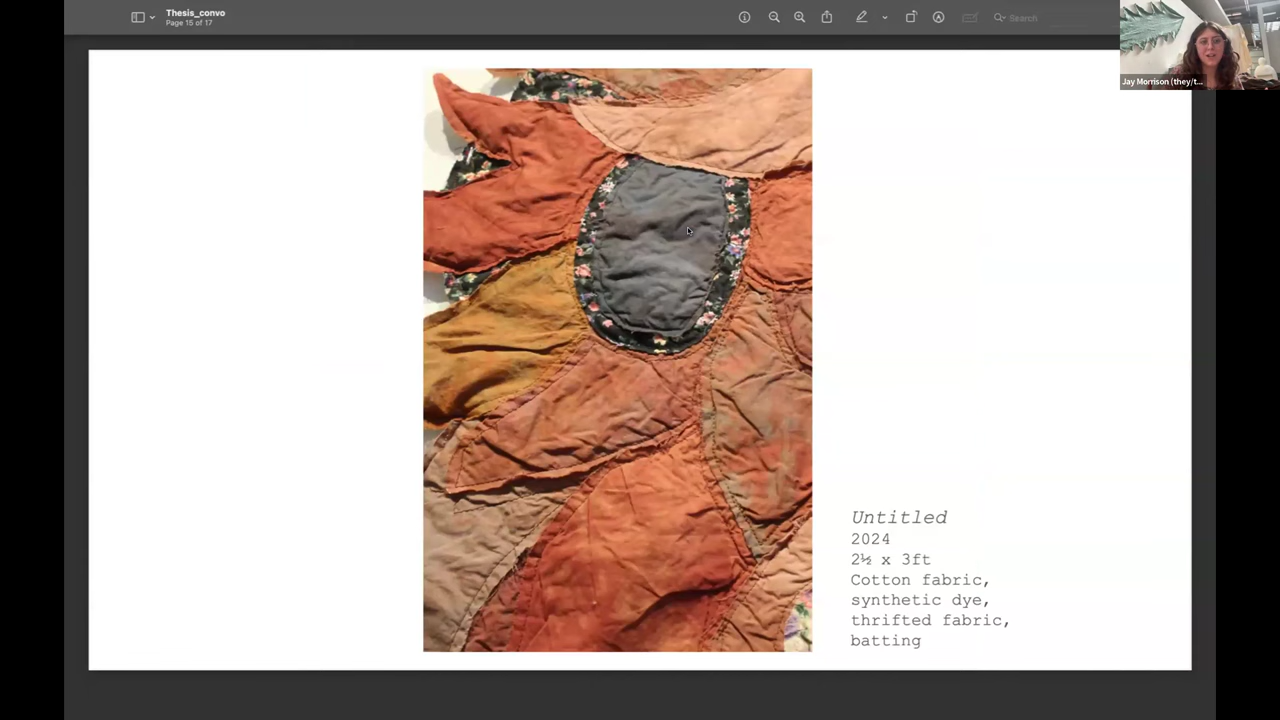 Thesis_convo
Page 15 of 17
Search
Jay Morrison (they/t...
Untitled
2024
2½ x 3ft
Cotton fabric,
synthetic dye,
thrifted fabric,
batting